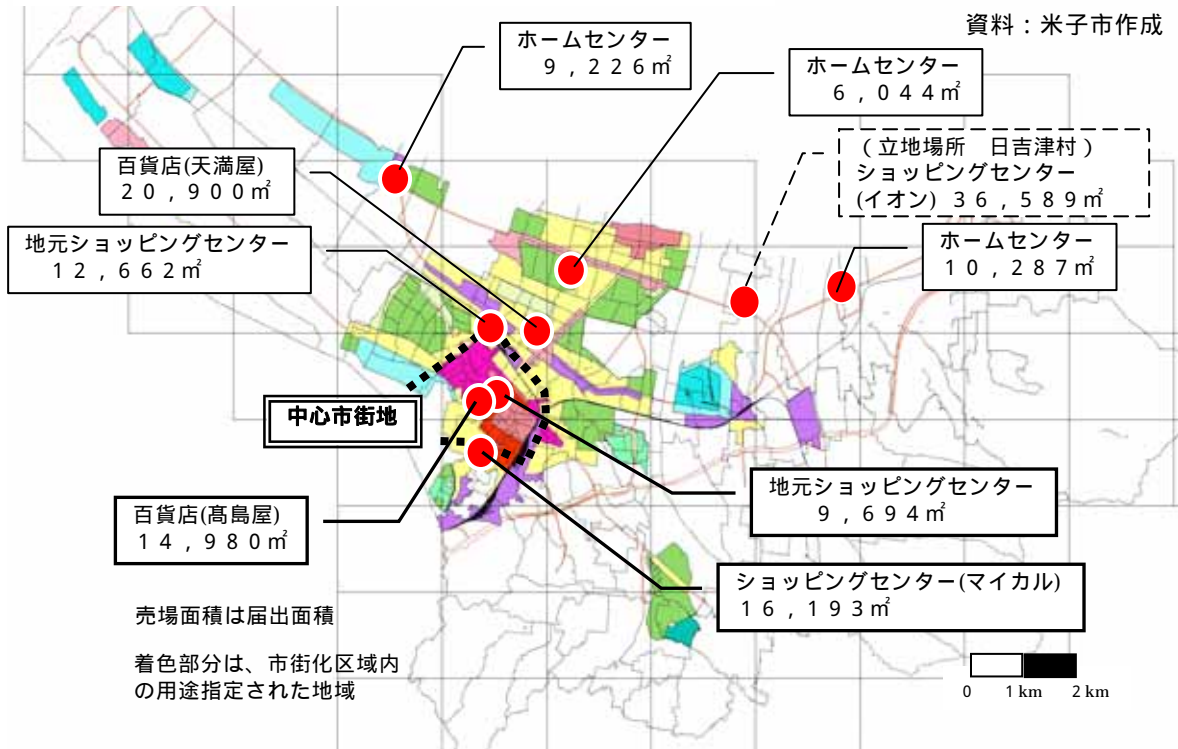 資料：米子市作成
ホームセンター
9,226㎡
ホームセンター
6,044㎡
（立地場所　日吉津村）
ショッピングセンター
(イオン) 36,589㎡
百貨店(天満屋)
20,900㎡
地元ショッピングセンター
12,662㎡
ホームセンター
10,287㎡
中心市街地
百貨店(髙島屋)
14,980㎡
地元ショッピングセンター
9,694㎡
ショッピングセンター(マイカル)
16,193㎡
売場面積は届出面積
着色部分は、市街化区域内
の用途指定された地域
0 1 km 2 km